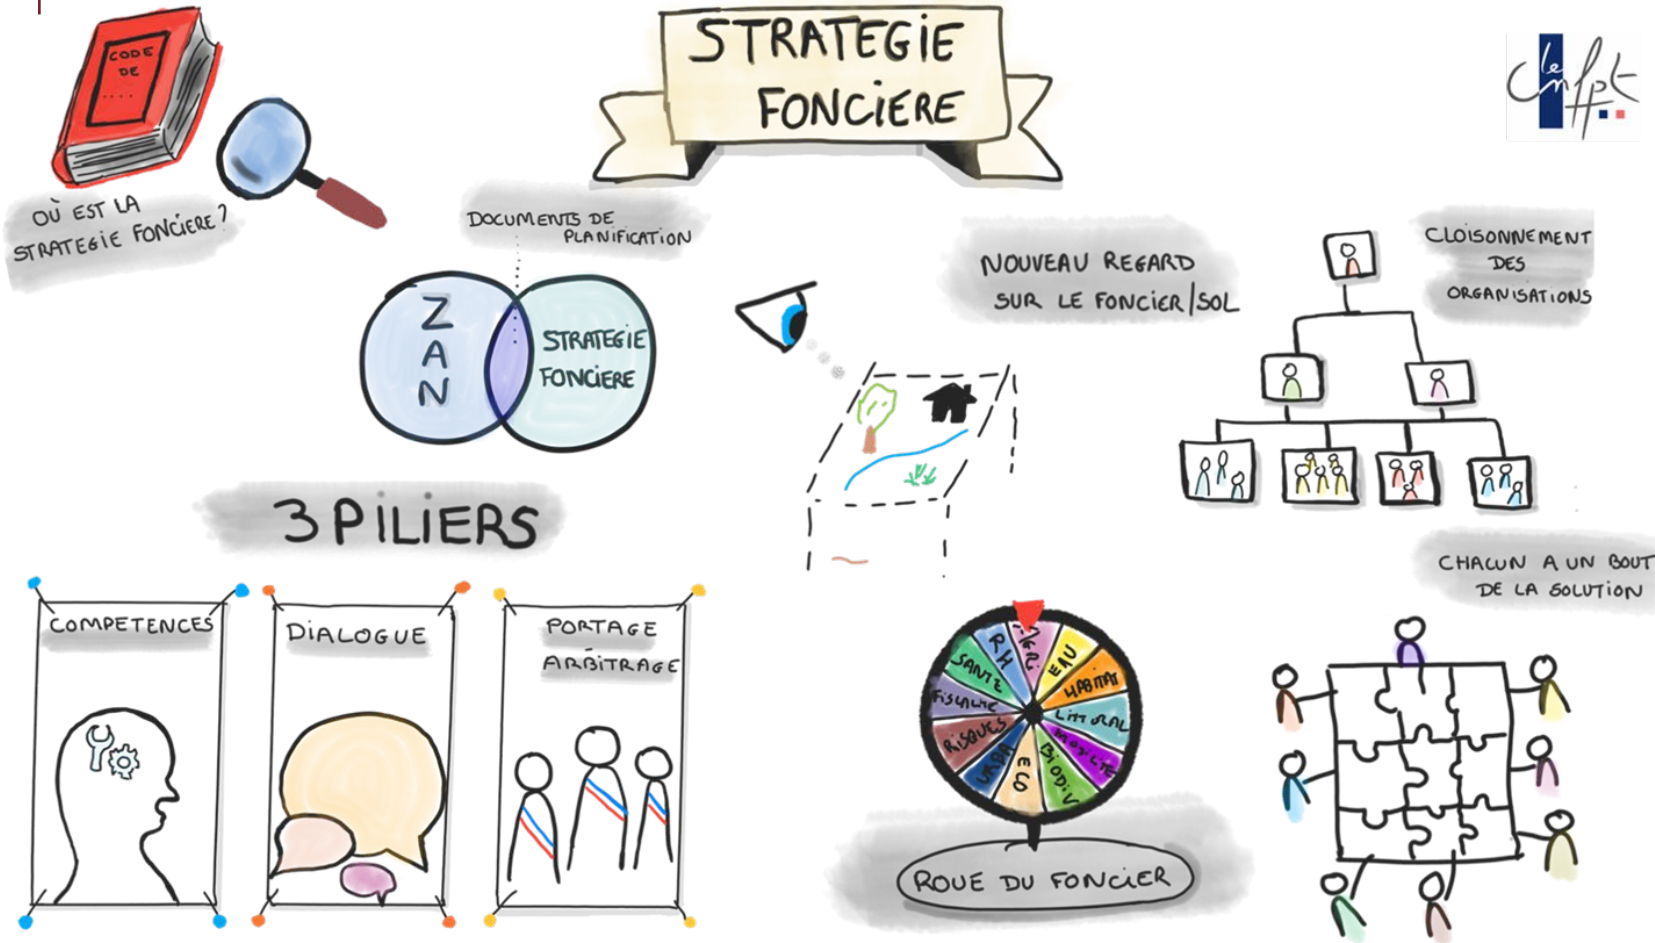 STRATEGIE
FONCIERE
le
cnfpt
CODE
DE
....
OÙ EST LA
STRATEGIE FONCIERE?
DOCUMENTS DE
PLANIFICATION
ZAN
STRATEGIE
FONCIERE
NOUVEAU REGARD
SUR LE FONCIER/SOL
CLOISONNEMENT
DES
ORGANISATIONS
3 PILIERS
COMPETENCES
DIALOGUE
PORTAGE
ARBITRAGE
CHACUN A UN BOUT
DE LA SOLUTION
AGRI
EAU
HABITAT
LITTORAL
MOBILITE
BIODIV
ECO
URBA
RISQUES
FISCALITE
SANTE
RH
ROUE DU FONCIER